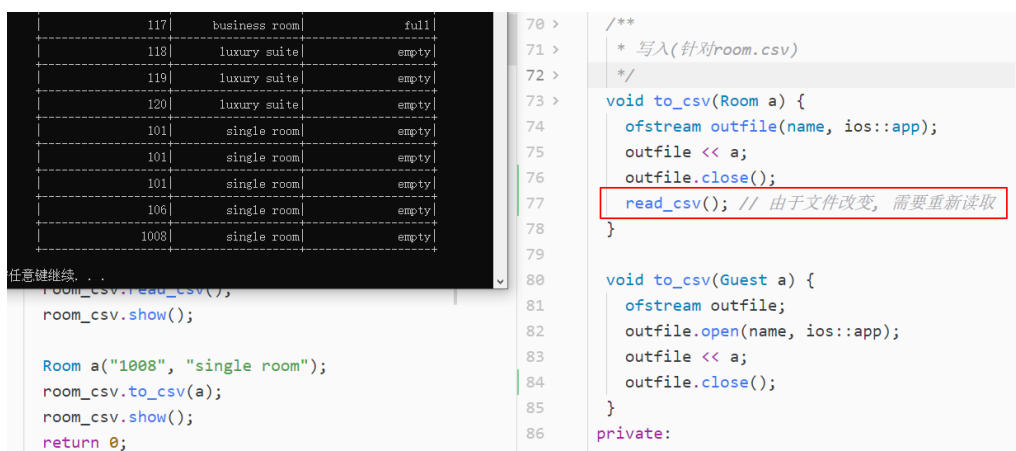 117| business room| full|
118| luxury suite| empty|
119| luxury suite| empty|
120| luxury suite| empty|
101| single room| empty|
101| single room| empty|
101| single room| empty|
106| single room| empty|
1008| single room| empty|
任意键继续. . .
room_csv.read_csv();
room_csv.show();
Room a("1008", "single room");
room_csv.to_csv(a);
room_csv.show();
return 0;
70 > /**
71 > * 写入(针对room.csv)
72 > */
73 > void to_csv(Room a) {
74 ofstream outfile(name, ios::app);
75 outfile << a;
76 outfile.close();
77 read_csv(); // 由于文件改变, 需要重新读取
78 }
79
80 void to_csv(Guest a) {
81 ofstream outfile;
82 outfile.open(name, ios::app);
83 outfile << a;
84 outfile.close();
85 }
86 private: